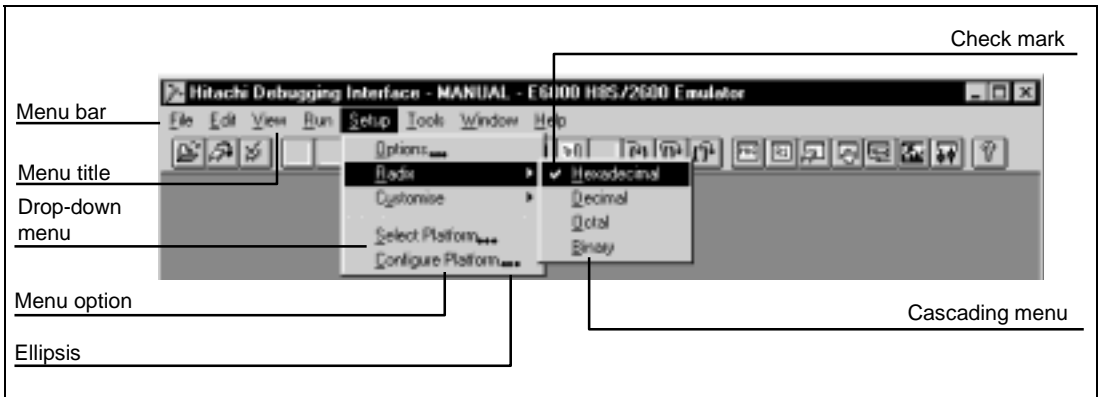 Check mark
Hitachi Debugging Interface - MANUAL - E6000 H8S/2600 Emulator
Menu bar
File Edit View Run Setup Tools Window Help
Options...
Menu title
Radix
Hexadecimal
Drop-down
menu
Customise
Decimal
Octal
Select Platform...
Binary
Configure Platform...
Menu option
Cascading menu
Ellipsis